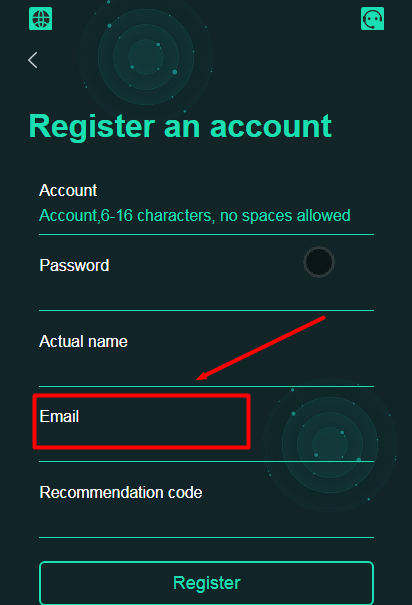 Register an account
Account
Account,6-16 characters, no spaces allowed
Password
Actual name
Email
Recommendation code
Register